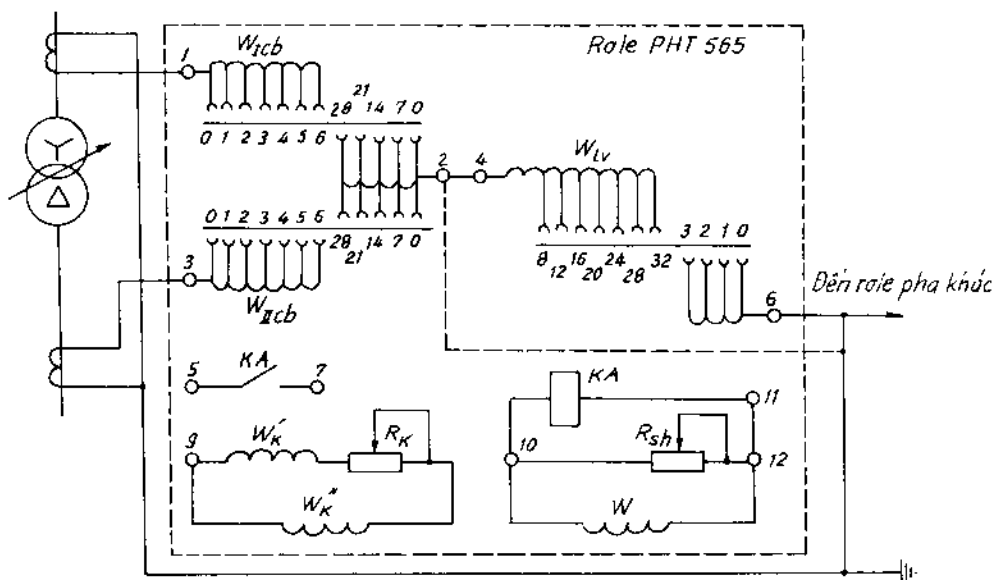 Rơle PHT 565
W_Icb
1
21
28 14 7 0
0 1 2 3 4 5 6
2 4
W_lv
0 1 2 3 4 5 6
28 14 7 0
21
3 2 1 0
8 12 16 20 24 28 32
3
W_IIcb
6
Đến rơle pha khác
5 KA 7
KA
11
9
W'_K
R_K
10
R_sh
12
W"_K
W
Y
Δ